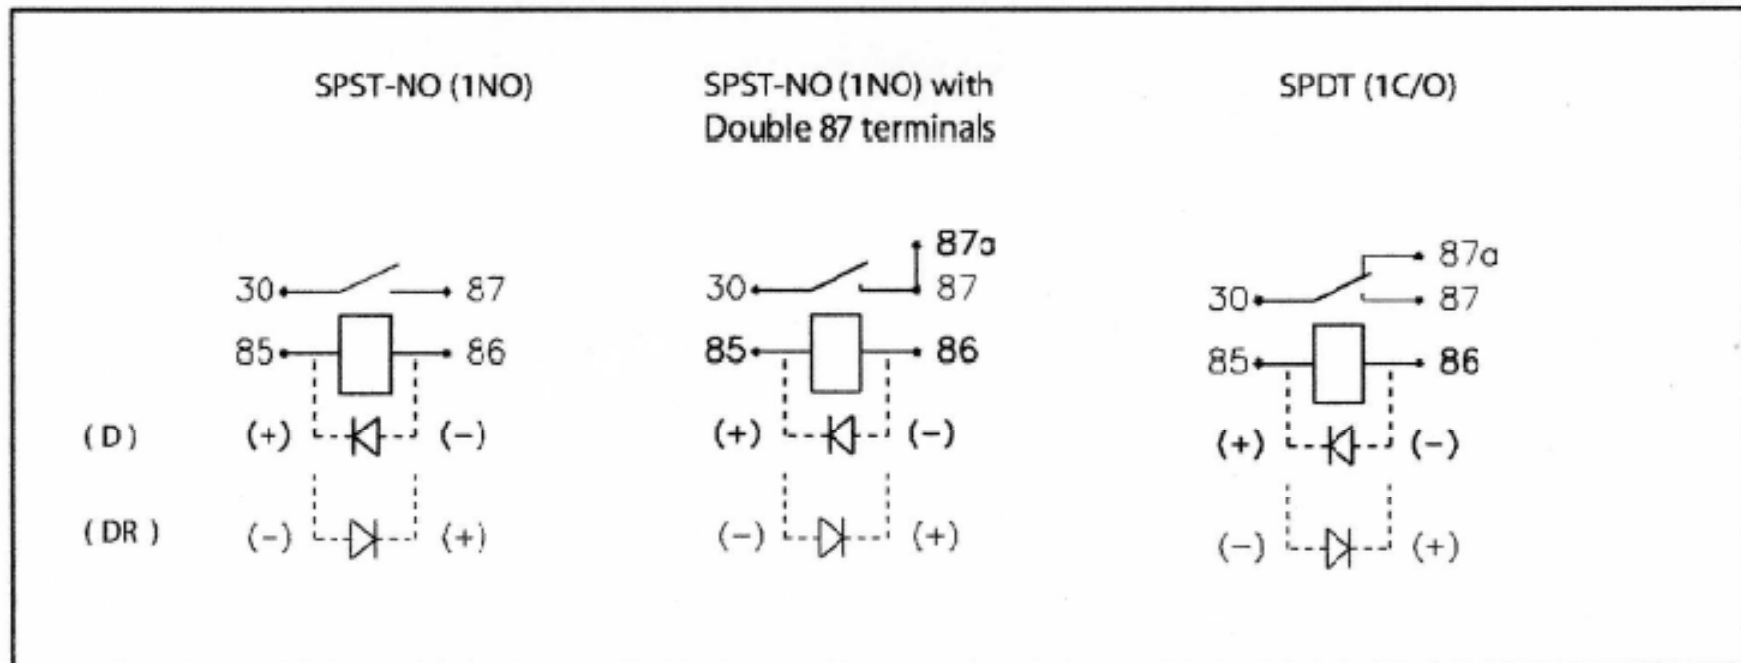 SPST-NO (1NO)
SPST-NO (1NO) with
Double 87 terminals
SPDT (1C/O)
30 87
85 86
87a
30 87
85 86
87a
30 87
85 86
(D) (+) (-) (+) (-) (+) (-)
(DR) (-) (+) (-) (+) (-) (+)